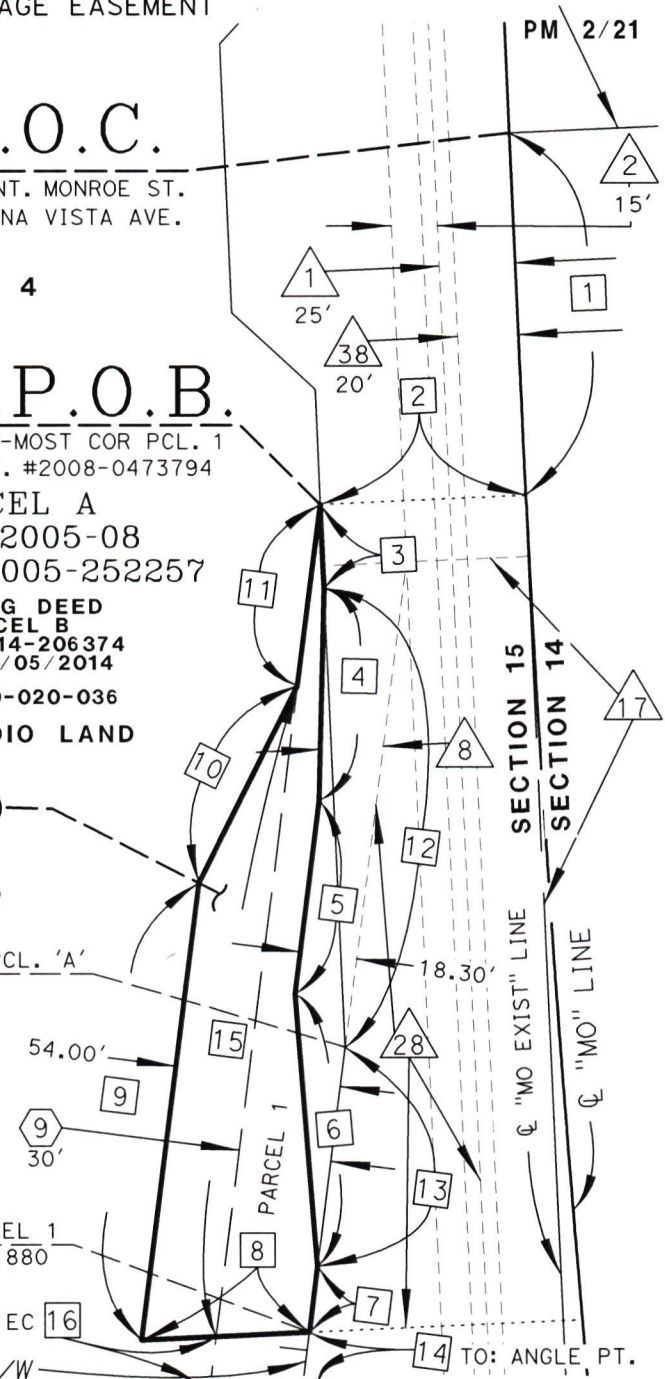 AGE EASEMENT
PM 2/21
.O.C.
NT. MONROE ST.
NA VISTA AVE.
2
15'
1
25'
4
1
38
20'
.P.O.B.
2
-MOST COR PCL. 1
. #2008-0473794
CEL A
2005-08
005-252257
3
11
G DEED
CEL B
14-206374
/05/2014
-020-036
DIO LAND
4
SECTION 15
SECTION 14
17
10
8
12
5
PCL. 'A'
18.30'
℄ "MO EXIST" LINE
℄ "MO" LINE
54.00'
15
28
9
9
30'
PARCEL 1
6
13
EL 1
880
8
7
EC 16
/W
14 TO: ANGLE PT.